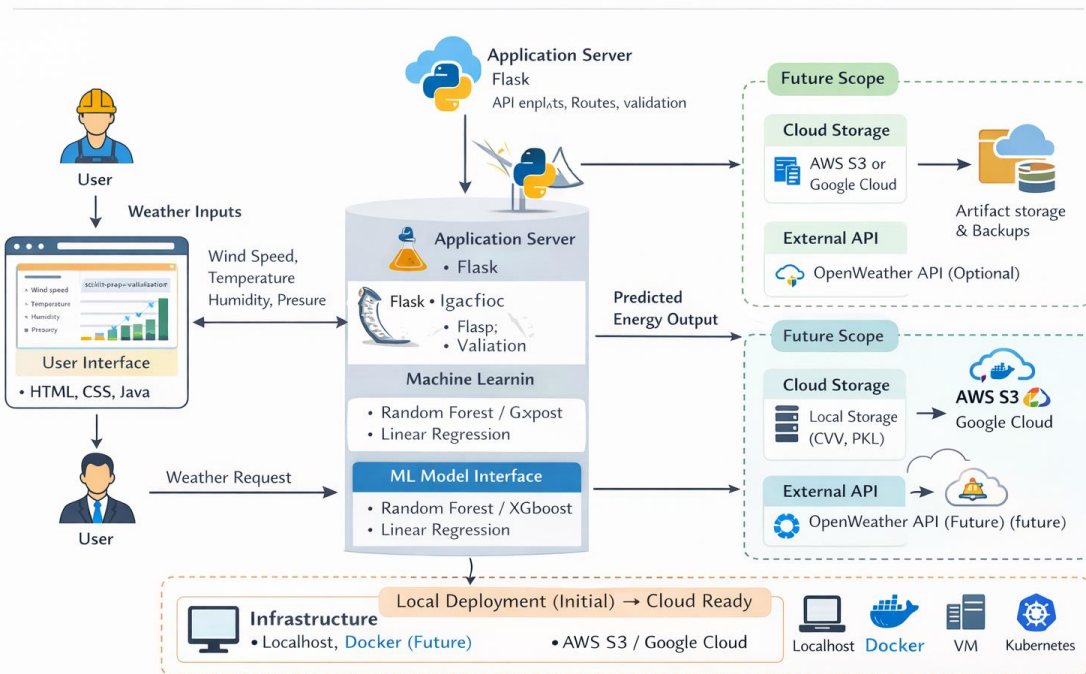 Application Server
Flask
API enpl.ts, Routes, validation
User
Weather Inputs
Wind speed
Temperature
Humidity
User Interface
• HTML, CSS, Java
User
Wind Speed,
Temperature
Humidity, Presure
Weather Request
Application Server
• Flask
Flask • Igacfioc
• Flasp;
• Valiation
Machine Learnin
• Random Forest / Gxpost
• Linear Regression
ML Model Interface
• Random Forest / XGboost
• Linear Regression
Predicted
Energy Output
Future Scope
Cloud Storage
AWS S3 or
Google Cloud
Artifact storage
& Backups
External API
OpenWeather API (Optional)
Future Scope
Cloud Storage
Local Storage
(CVV, PKL)
AWS S3
Google Cloud
External API
OpenWeather API (Future) (future)
Local Deployment (Initial) → Cloud Ready
Infrastructure
• Localhost, Docker (Future)
• AWS S3 / Google Cloud
Localhost
Docker
VM
Kubernetes